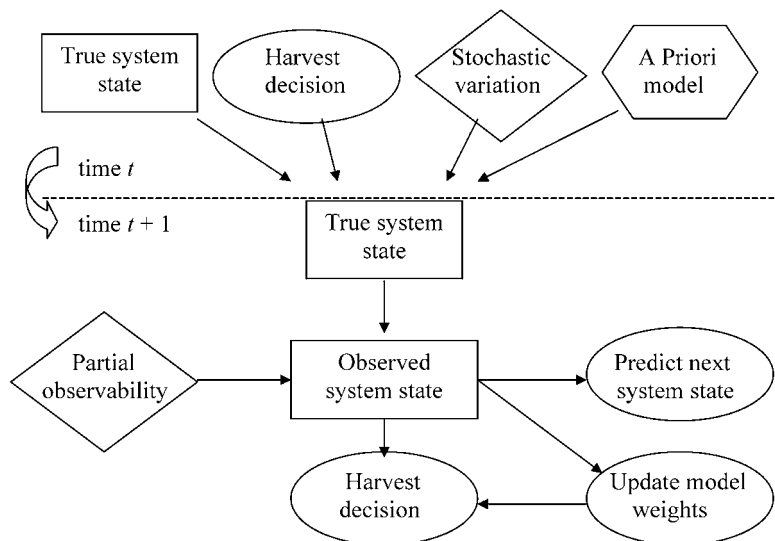 True system
state
Harvest
decision
Stochastic
variation
A Priori
model
time t
time t + 1
True system
state
Partial
observability
Observed
system state
Predict next
system state
Harvest
decision
Update model
weights